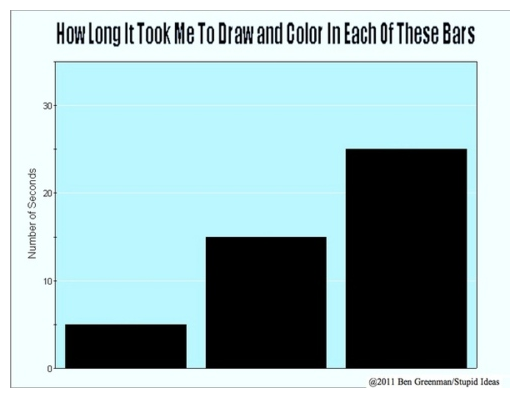 How Long It Took Me To Draw and Color In Each Of These Bars
30
20
10
0
Number of Seconds
@2011 Ben Greenman/Stupid Ideas